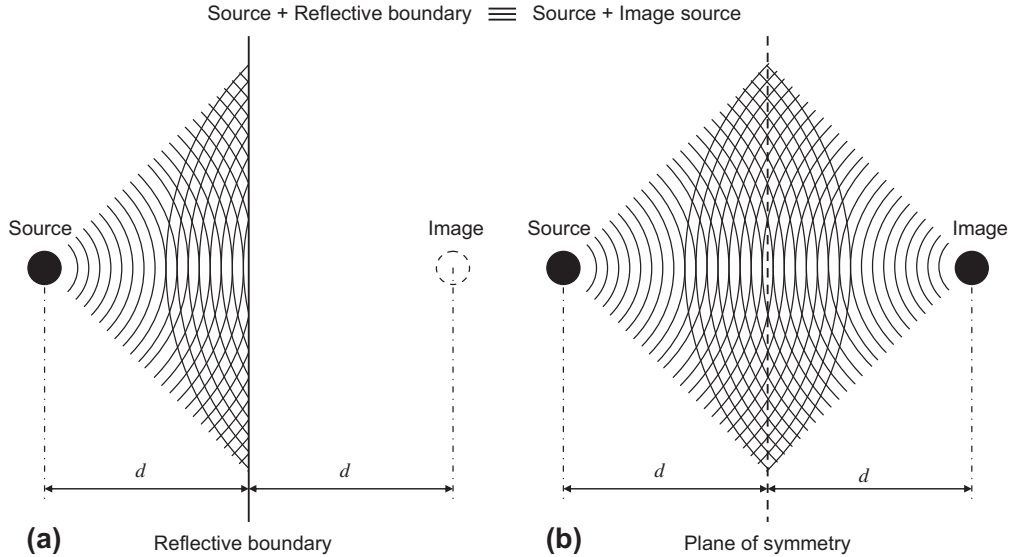 Source + Reflective boundary ≡ Source + Image source
Source Image Source Image
d d d d
(a) (b)
Reflective boundary Plane of symmetry